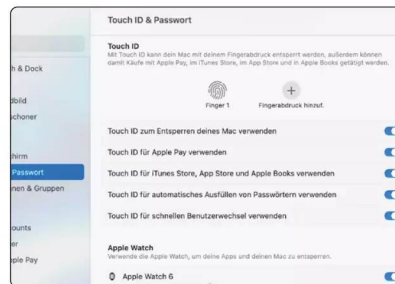 Touch ID & Passwort
Touch ID
Mit Touch ID kann dein Mac mit deinem Fingerabdruck entsperrt werden, außerdem können
damit Käufe mit Apple Pay, im iTunes Store, im App Store und in Apple Books getätigt werden.
Finger 1
Fingerabdruck hinzuf.
Touch ID zum Entsperren deines Mac verwenden
Touch ID für Apple Pay verwenden
Touch ID für iTunes Store, App Store und Apple Books verwenden
Touch ID für automatisches Ausfüllen von Passwörtern verwenden
Touch ID für schnellen Benutzerwechsel verwenden
Apple Watch
Verwende die Apple Watch, um deine Apps und deinen Mac zu entsperren.
Apple Watch 6
h & Dock
dbild
schoner
hirm
Passwort
nen & Gruppen
ounts
er
ple Pay